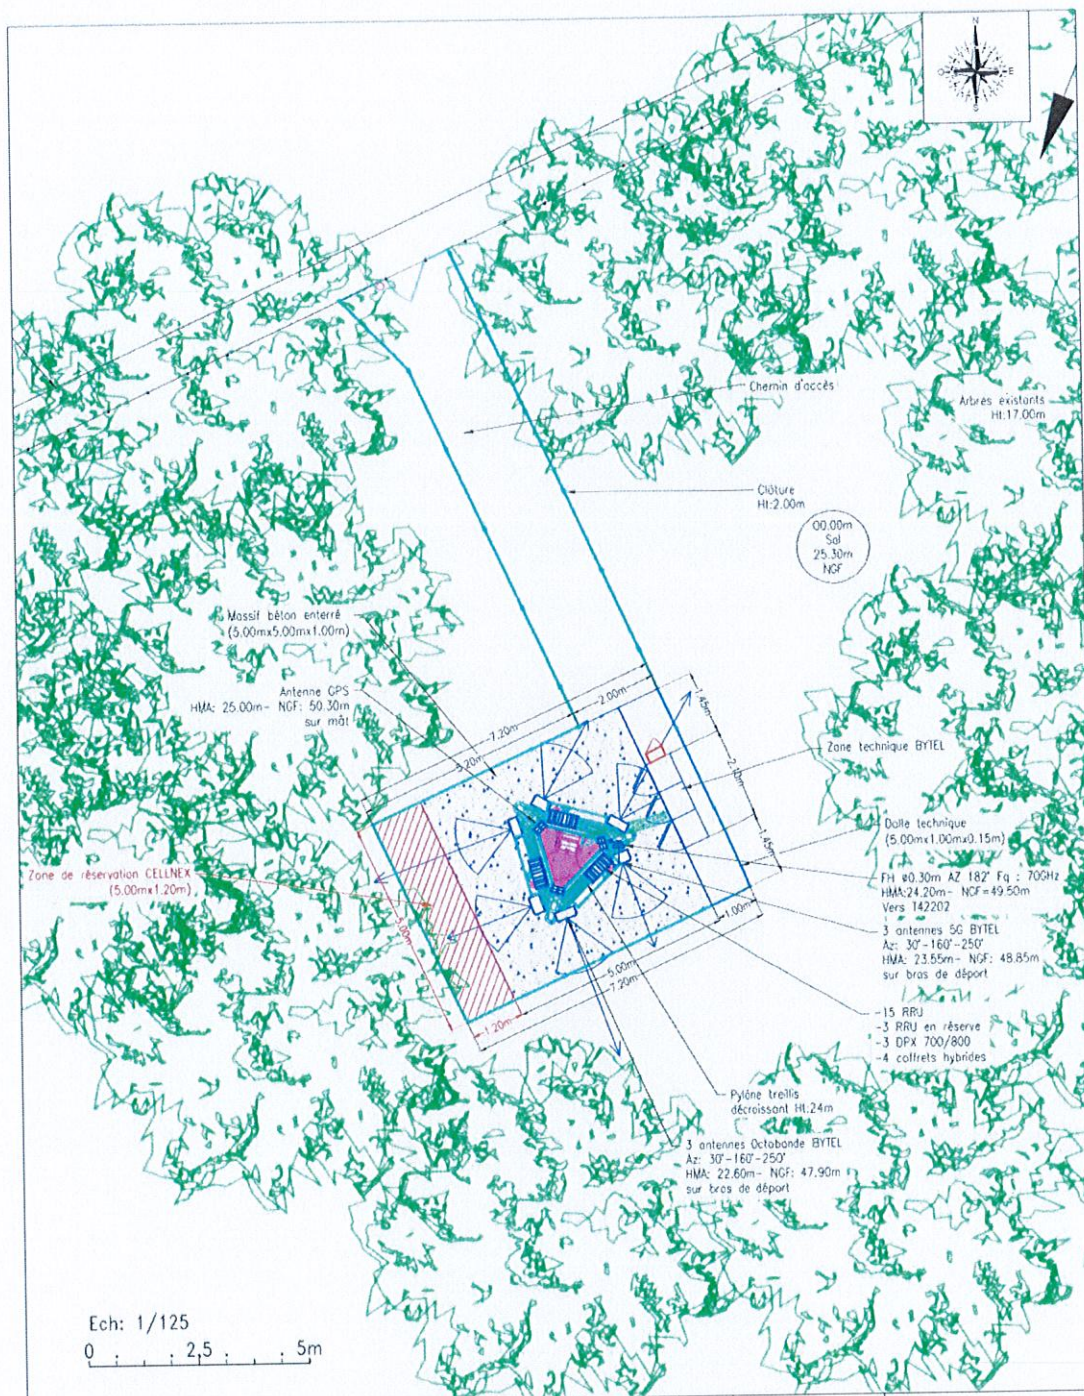 N
O
E
S
Chemin d'accès
Arbres existants
Ht:17.00m
Clôture
Ht:2.00m
00.00m
Sol
25.30m
NGF
Massif béton enterré
(5.00mx5.00mx1.00m)
Antenne GPS
HMA: 25.00m- NGF: 50.30m
sur mât
2.00m
7.20m
5.20m
1.45m
Zone technique BYTEL
2.10m
Dalle technique
(5.00mx1.00mx0.15m)
1.45m
Zone de réservation CELLNEX
(5.00mx1.20m)
FH ø0.30m AZ 182° Fq : 70GHz
HMA:24.20m- NGF=49.50m
Vers T42202
5.00m
1.00m
3 antennes 5G BYTEL
Az: 30°-160°-250°
HMA: 23.55m- NGF: 48.85m
sur bras de déport
5.00m
7.20m
1.20m
-15 RRU
-3 RRU en réserve
-3 DPX 700/800
-4 coffrets hybrides
Pylône treillis
décroissant Ht:24m
3 antennes Octobande BYTEL
Az: 30°-160°-250°
HMA: 22.60m- NGF: 47.90m
sur bras de déport
Ech: 1/125
0 2,5 5m